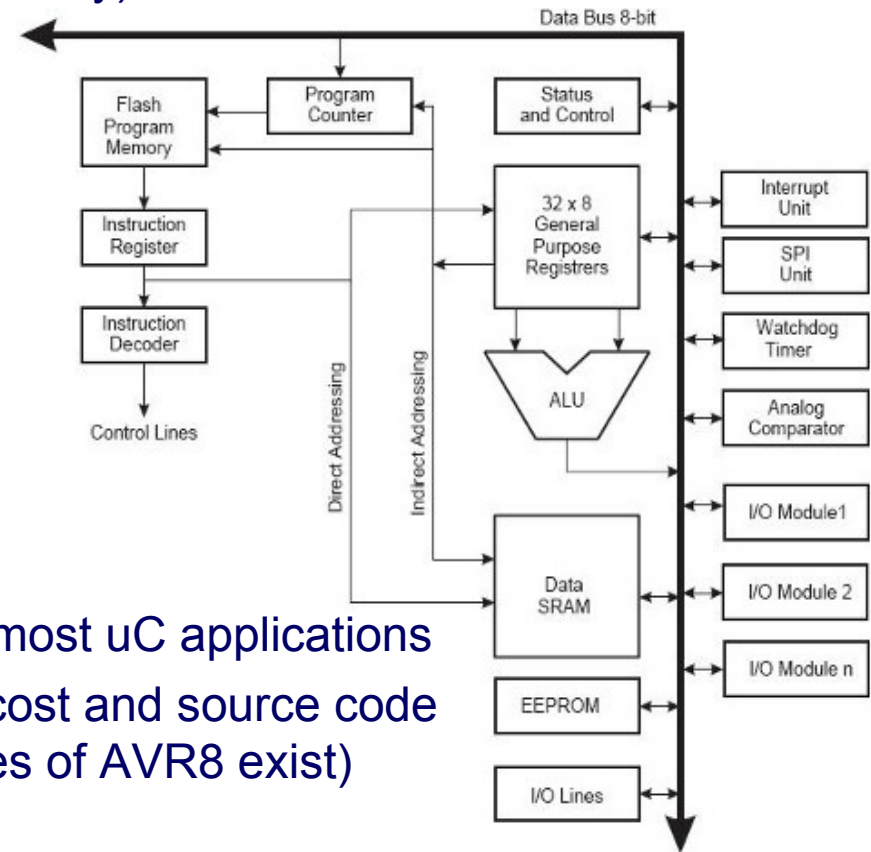 Data Bus 8-bit
Flash
Program
Memory
Program
Counter
Status
and Control
Instruction
Register
32 x 8
General
Purpose
Registrers
Interrupt
Unit
SPI
Unit
Instruction
Decoder
Watchdog
Timer
ALU
Analog
Comparator
Control Lines
Direct Addressing
Indirect Addressing
I/O Module1
Data
SRAM
I/O Module 2
most uC applications
I/O Module n
cost and source code
EEPROM
es of AVR8 exist)
I/O Lines